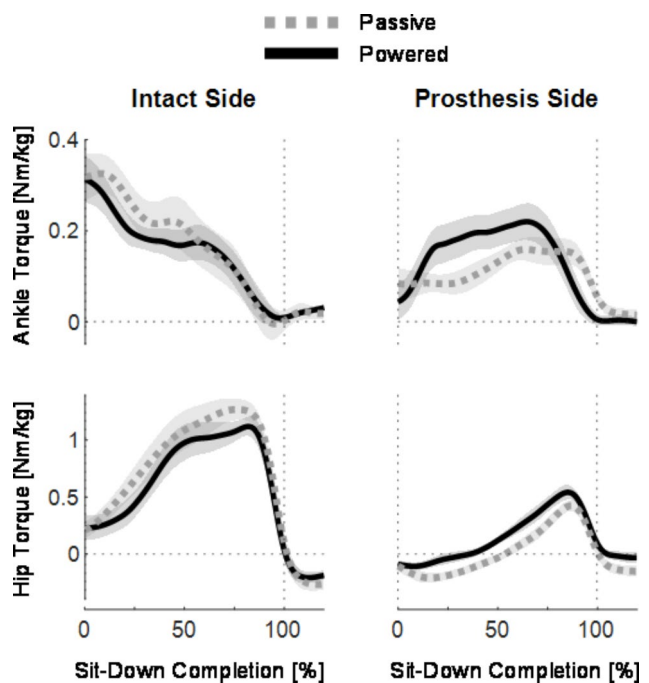 Passive
Powered
Intact Side
Prosthesis Side
Ankle Torque [Nm/kg]
0.4
0.2
0
Hip Torque [Nm/kg]
1
0.5
0
0
50
100
0
50
100
Sit-Down Completion [%]
Sit-Down Completion [%]